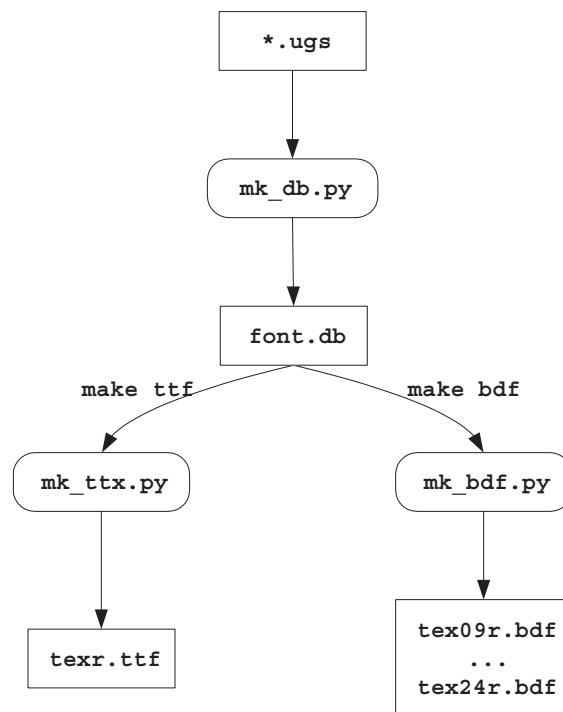 *.ugs
mk_db.py
font.db
make ttf
make bdf
mk_ttx.py
mk_bdf.py
texr.ttf
tex09r.bdf
...
tex24r.bdf